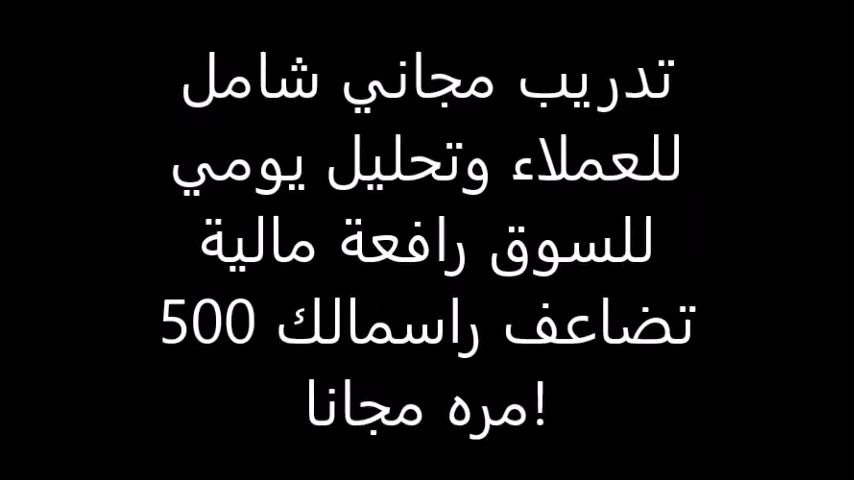 تدريب مجاني شامل
للعملاء وتحليل يومي
للسوق رافعة مالية
تضاعف راسمالك 500
مره مجانا!